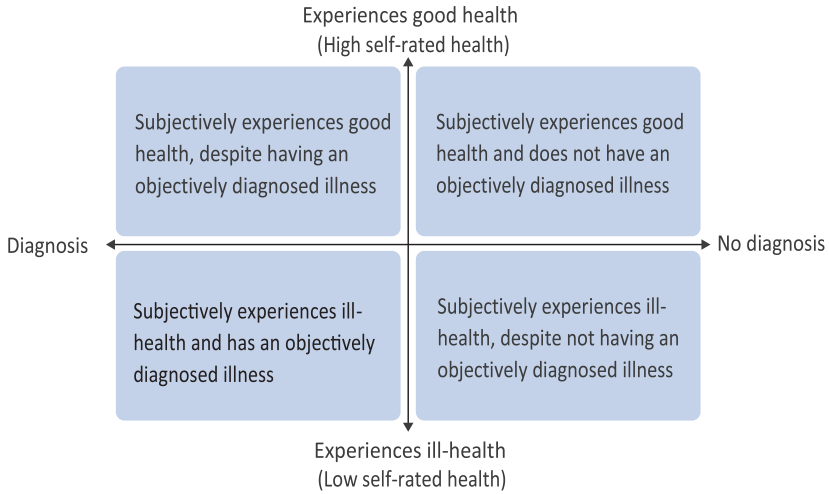 Experiences good health
(High self-rated health)
Subjectively experiences good
health, despite having an
objectively diagnosed illness
Subjectively experiences good
health and does not have an
objectively diagnosed illness
Diagnosis
No diagnosis
Subjectively experiences ill-
health and has an objectively
diagnosed illness
Subjectively experiences ill-
health, despite not having an
objectively diagnosed illness
Experiences ill-health
(Low self-rated health)